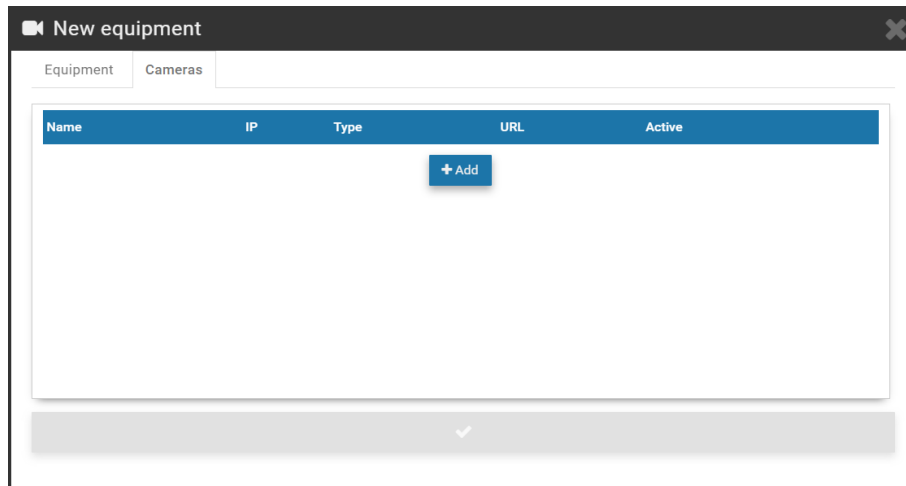 New equipment
Equipment Cameras
Name IP Type URL Active
+ Add